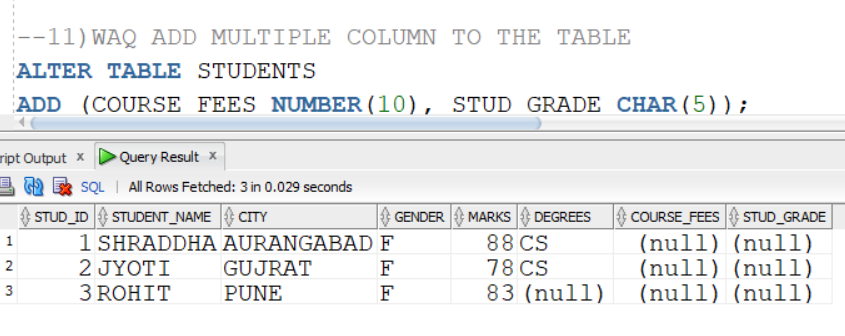 --11)WAQ ADD MULTIPLE COLUMN TO THE TABLE
ALTER TABLE STUDENTS
ADD (COURSE_FEES NUMBER(10), STUD_GRADE CHAR(5));
ript Output x Query Result x
SQL | All Rows Fetched: 3 in 0.029 seconds
STUD_ID STUDENT_NAME CITY GENDER MARKS DEGREES COURSE_FEES STUD_GRADE
1 1 SHRADDHA AURANGABAD F 88 CS (null) (null)
2 2 JYOTI GUJRAT F 78 CS (null) (null)
3 3 ROHIT PUNE F 83 (null) (null) (null)